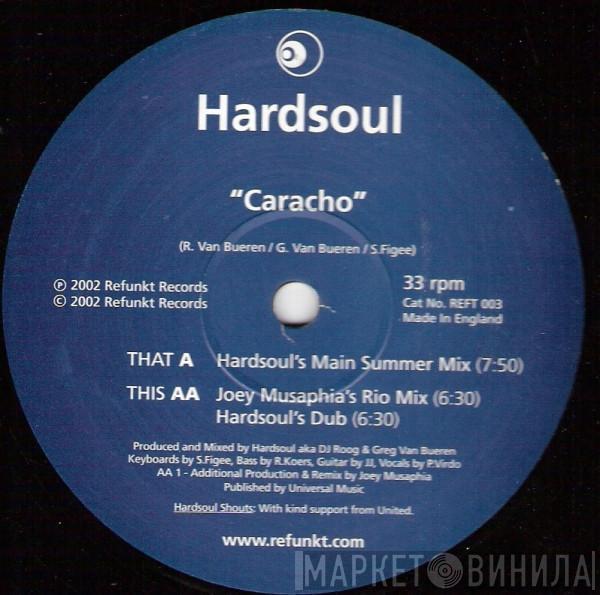 Hardsoul
“Caracho”
(R. Van Bueren / G. Van Bueren / S.Figee)
℗ 2002 Refunkt Records
© 2002 Refunkt Records
33 rpm
Cat No. REFT 003
Made In England
THAT A Hardsoul's Main Summer Mix (7:50)
THIS AA Joey Musaphia's Rio Mix (6:30)
Hardsoul's Dub (6:30)
Produced and Mixed by Hardsoul aka DJ Roog & Greg Van Bueren
Keyboards by S.Figee, Bass by R.Koers, Guitar by JJ, Vocals by P.Virdo
AA 1 - Additional Production & Remix by Joey Musaphia
Published by Universal Music
Hardsoul Shouts: With kind support from United.
www.refunkt.com
МАРКЕТ ВИНИЛА